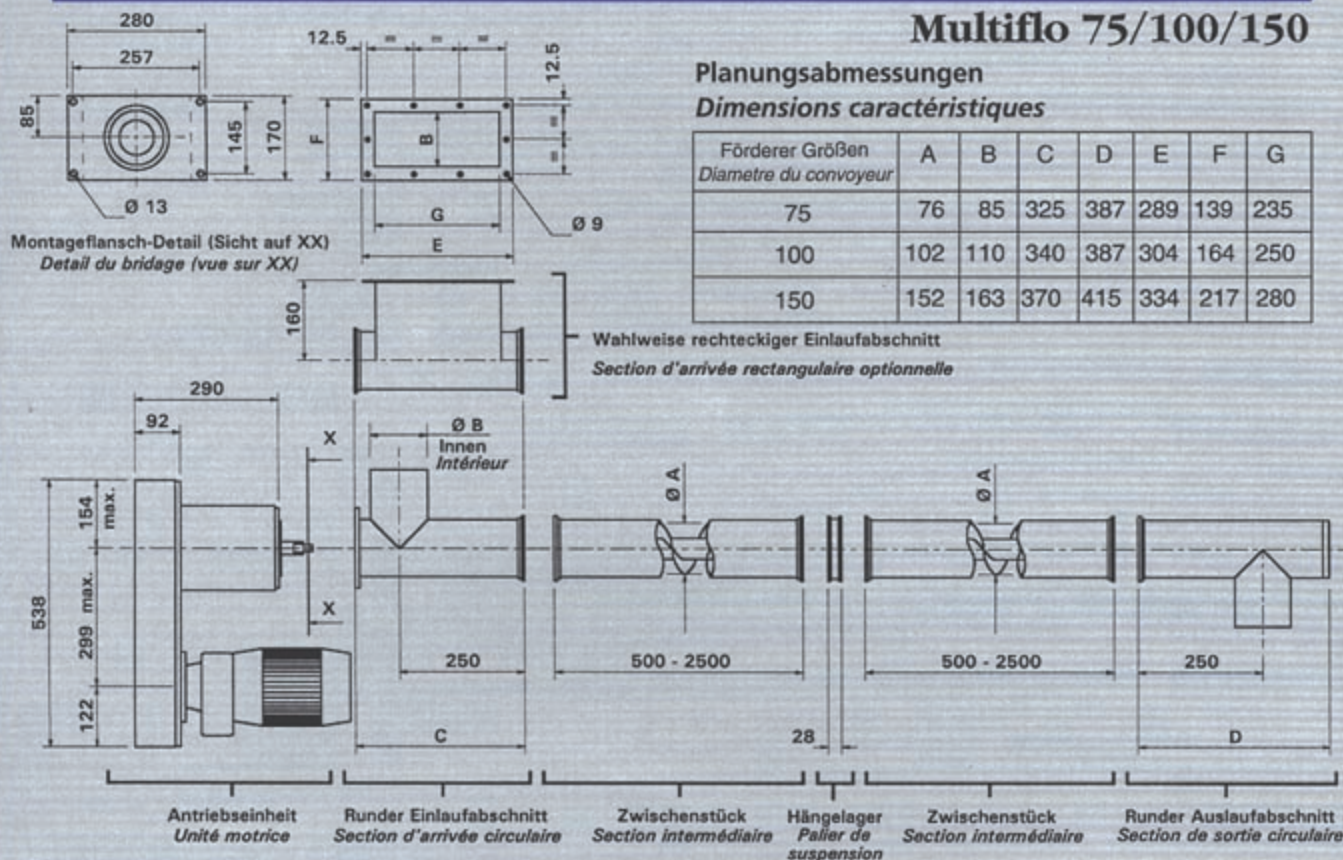 Multiflo 75/100/150
Planungsabmessungen
Dimensions caractéristiques
Förderer Größen A B C D E F G
Diametre du convoyeur
75 76 85 325 387 289 139 235
100 102 110 340 387 304 164 250
150 152 163 370 415 334 217 280
280
257
85
145
170
Ø 13
Montageflansch-Detail (Sicht auf XX)
Detail du bridage (vue sur XX)
12.5 = = =
12.5
=
=
F
B
G
E
Ø 9
160
Wahlweise rechteckiger Einlaufabschnitt
Section d'arrivée rectangulaire optionnelle
290
92
X
Ø B
Innen
Intérieur
154
max.
Ø A
Ø A
538
299 max.
X
122
250
500 - 2500
500 - 2500
250
C
28
D
Antriebseinheit
Unité motrice
Runder Einlaufabschnitt
Section d'arrivée circulaire
Zwischenstück
Section intermédiaire
Hängelager
Palier de
suspension
Zwischenstück
Section intermédiaire
Runder Auslaufabschnitt
Section de sortie circulaire